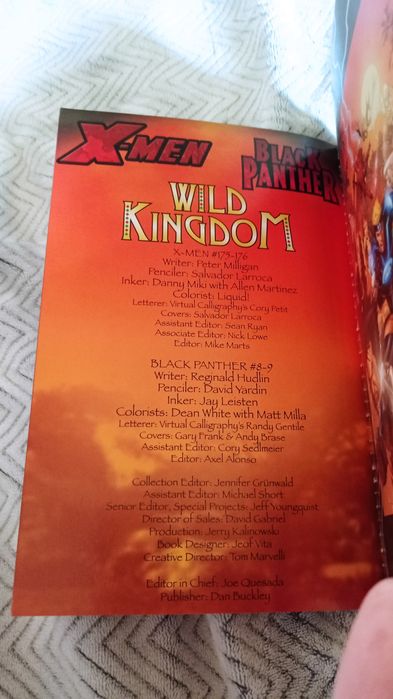 X-MEN
BLACK PANTHER
WILD KINGDOM
X-MEN #175-176
Writer: Peter Milligan
Penciler: Salvador Larroca
Inker: Danny Miki with Allen Martinez
Colorist: Liquid!
Letterer: Virtual Calligraphy's Cory Petit
Covers: Salvador Larroca
Assistant Editor: Sean Ryan
Associate Editor: Nick Lowe
Editor: Mike Marts
BLACK PANTHER #8-9
Writer: Reginald Hudlin
Penciler: David Yardin
Inker: Jay Leisten
Colorists: Dean White with Matt Milla
Letterer: Virtual Calligraphy's Randy Gentile
Covers: Gary Frank & Andy Brase
Assistant Editor: Cory Sedlmeier
Editor: Axel Alonso
Collection Editor: Jennifer Grünwald
Assistant Editor: Michael Short
Senior Editor, Special Projects: Jeff Youngquist
Director of Sales: David Gabriel
Production: Jerry Kalinowski
Book Designer: Jeof Vita
Creative Director: Tom Marvelli
Editor in Chief: Joe Quesada
Publisher: Dan Buckley